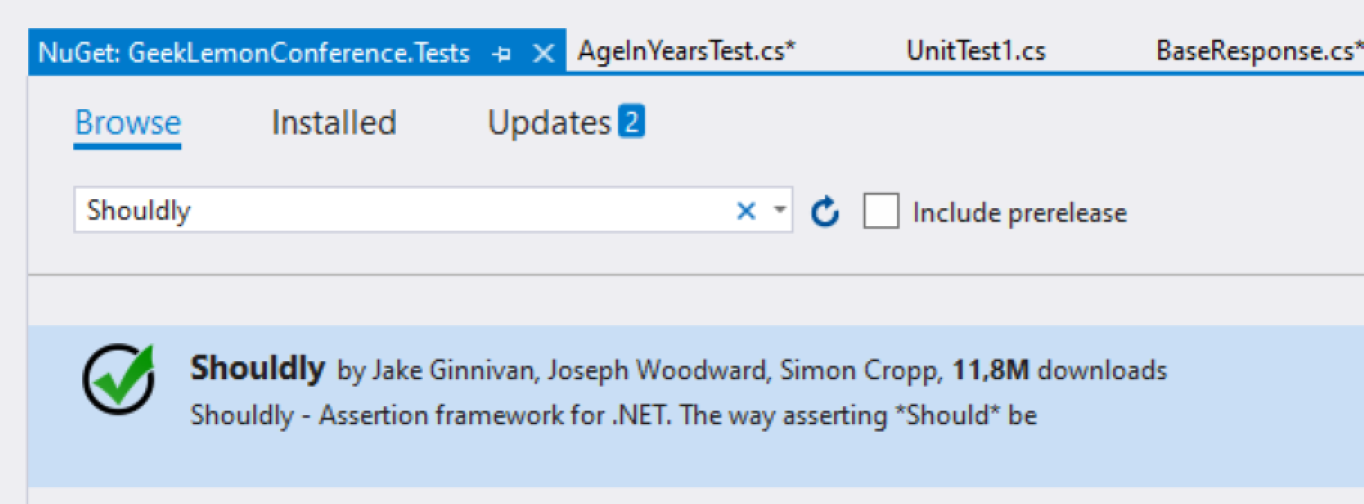 NuGet: GeekLemonConference.Tests AgeInYearsTest.cs* UnitTest1.cs BaseResponse.cs*
Browse Installed Updates 2
Shouldly Include prerelease
Shouldly by Jake Ginnivan, Joseph Woodward, Simon Cropp, 11,8M downloads
Shouldly - Assertion framework for .NET. The way asserting *Should* be